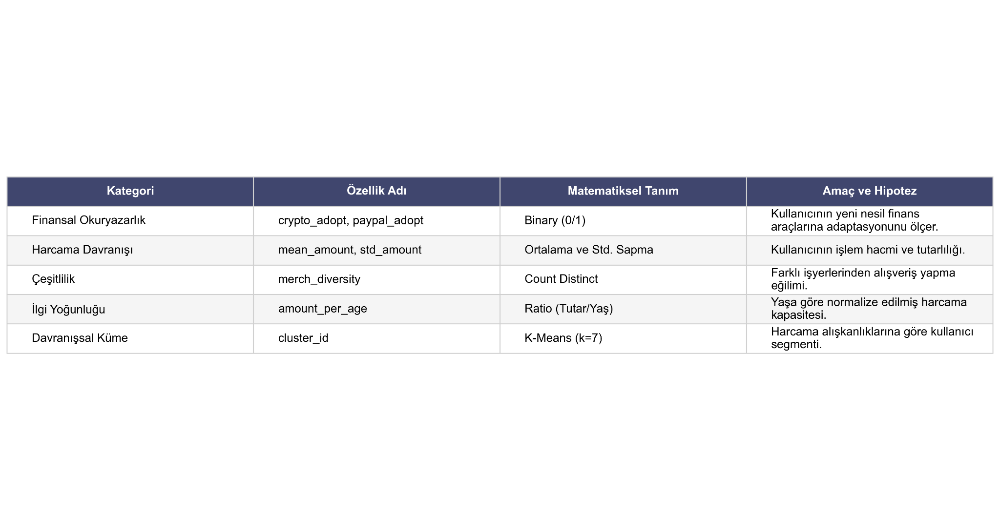 Kategori
Özellik Adı
Matematiksel Tanım
Amaç ve Hipotez
Finansal Okuryazarlık
crypto_adopt, paypal_adopt
Binary (0/1)
Kullanıcının yeni nesil finans
araçlarına adaptasyonunu ölçer.
Harcama Davranışı
mean_amount, std_amount
Ortalama ve Std. Sapma
Kullanıcının işlem hacmi ve tutarlılığı.
Çeşitlilik
merch_diversity
Count Distinct
Farklı işyerlerinden alışveriş yapma
eğilimi.
İlgi Yoğunluğu
amount_per_age
Ratio (Tutar/Yaş)
Yaşa göre normalize edilmiş harcama
kapasitesi.
Davranışsal Küme
cluster_id
K-Means (k=7)
Harcama alışkanlıklarına göre kullanıcı
segmenti.